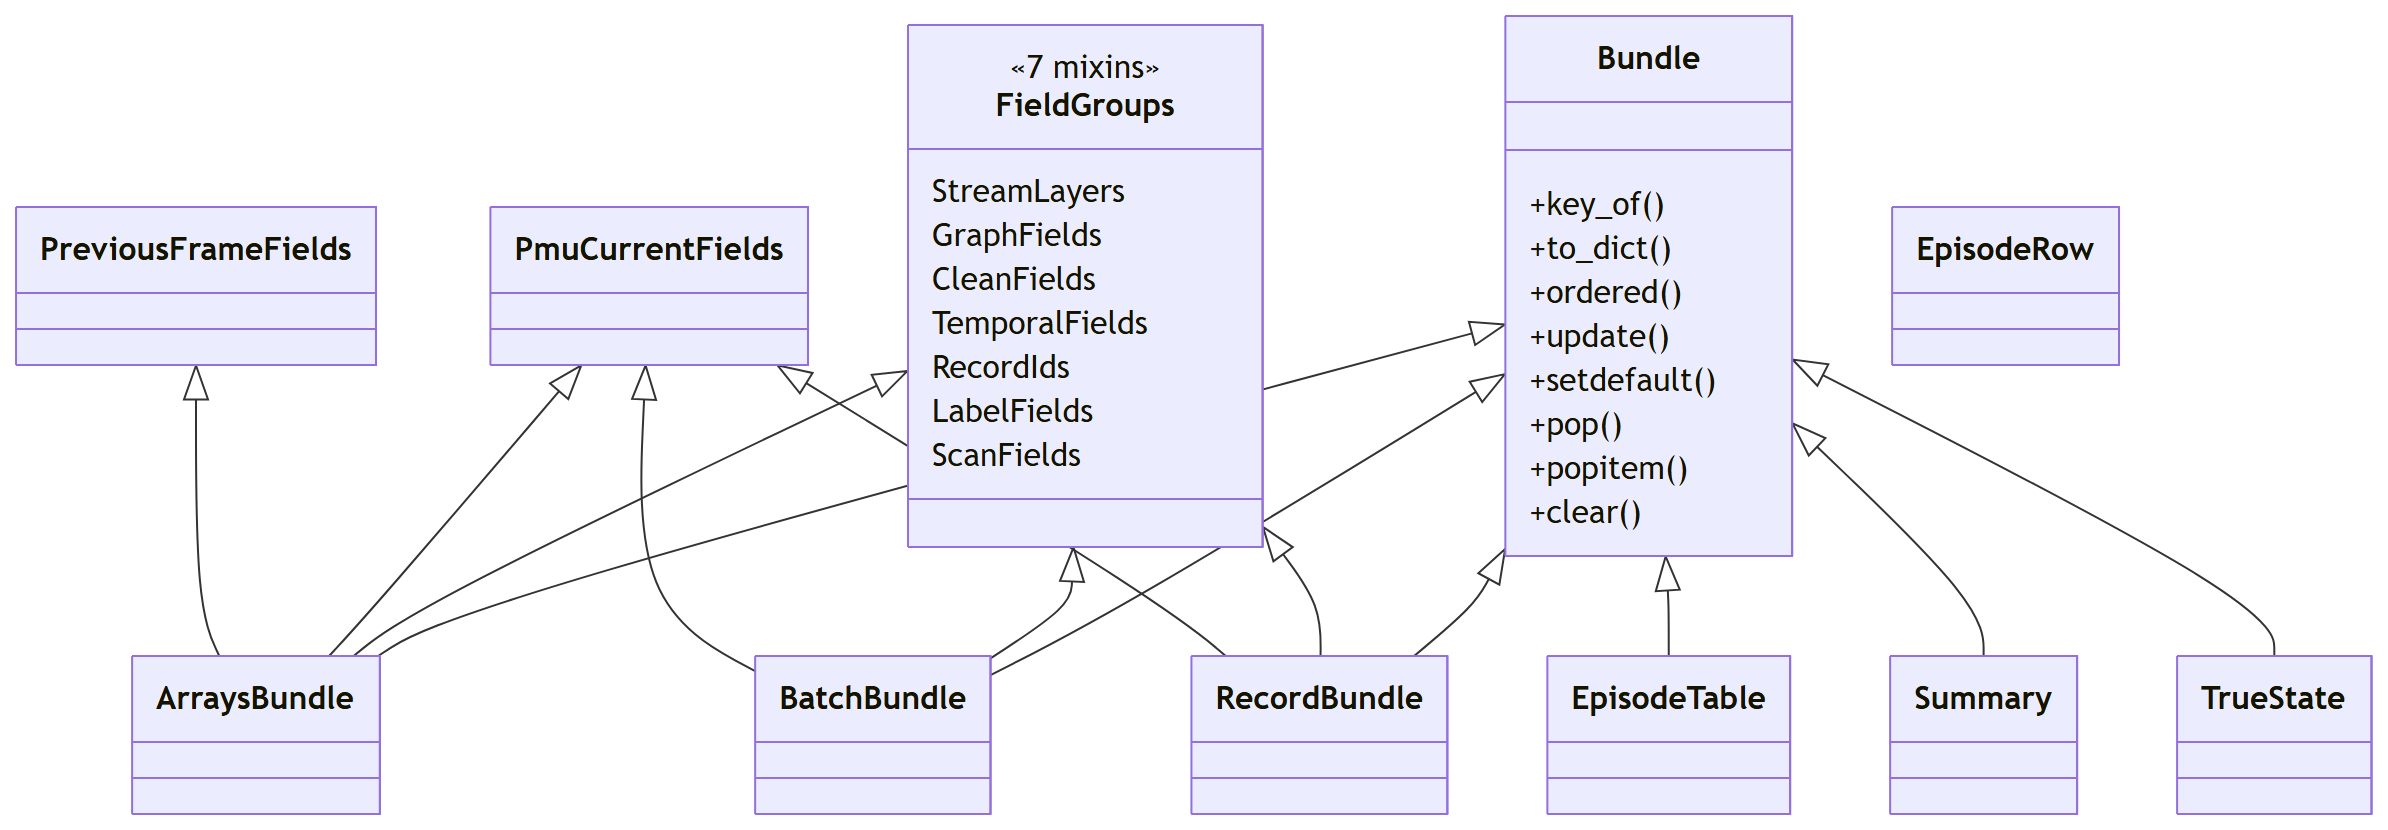 «7 mixins»
FieldGroups
StreamLayers
GraphFields
CleanFields
TemporalFields
RecordIds
LabelFields
ScanFields
Bundle
+key_of()
+to_dict()
+ordered()
+update()
+setdefault()
+pop()
+popitem()
+clear()
PreviousFrameFields
PmuCurrentFields
EpisodeRow
ArraysBundle
BatchBundle
RecordBundle
EpisodeTable
Summary
TrueState